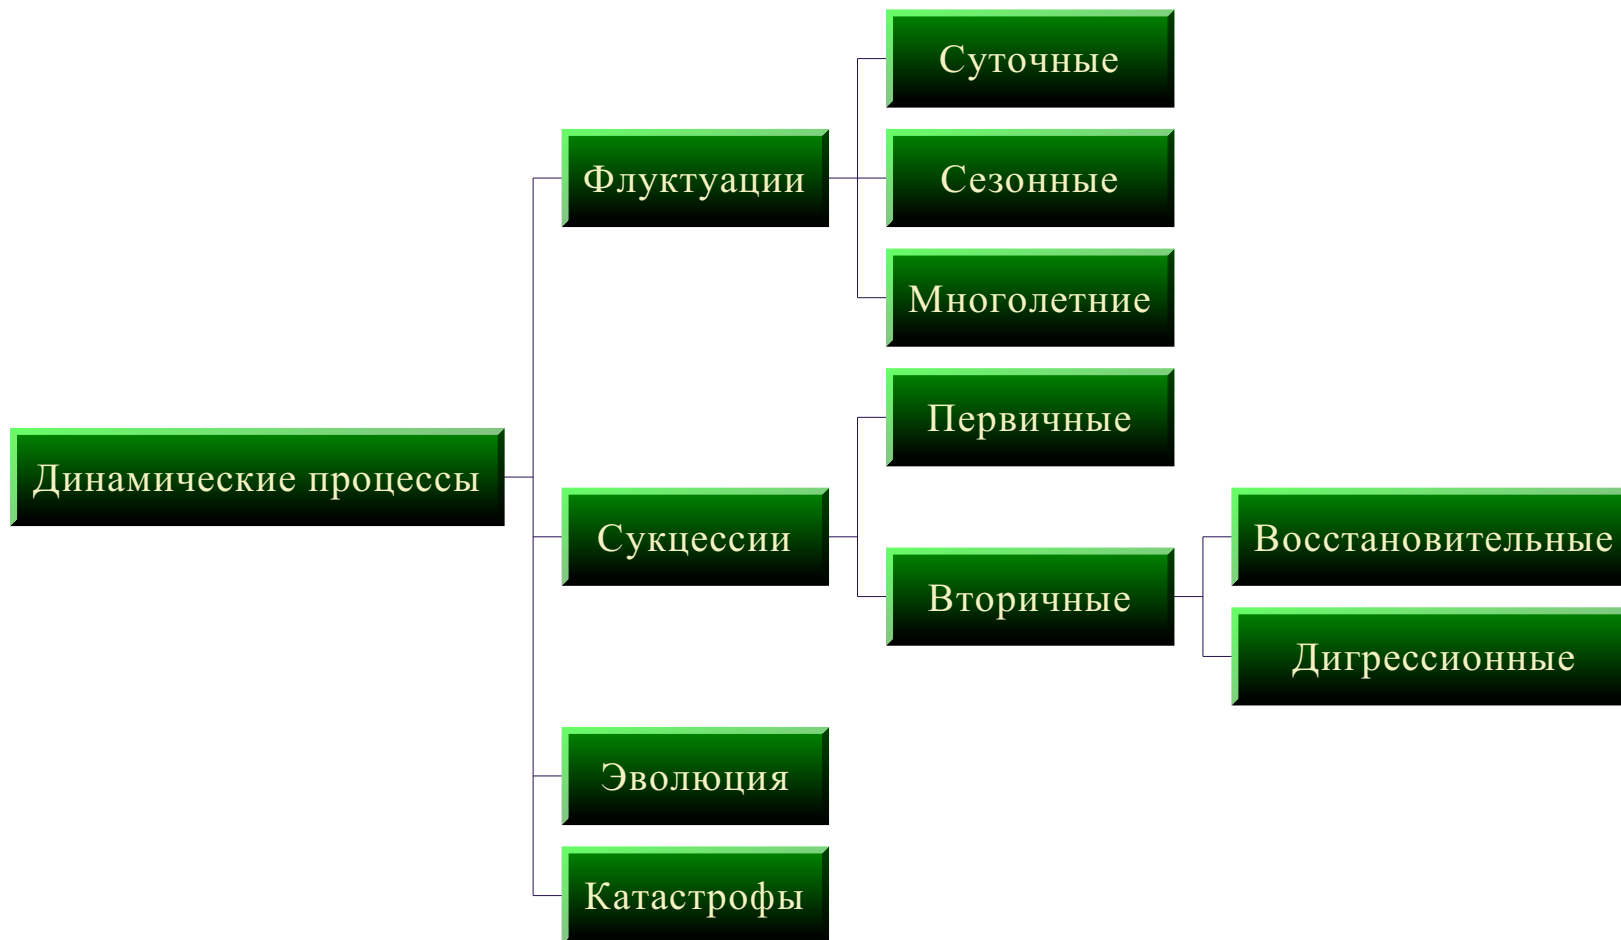 Динамические процессы
Флуктуации
Суточные
Сезонные
Многолетние
Сукцессии
Первичные
Вторичные
Восстановительные
Дигрессионные
Эволюция
Катастрофы